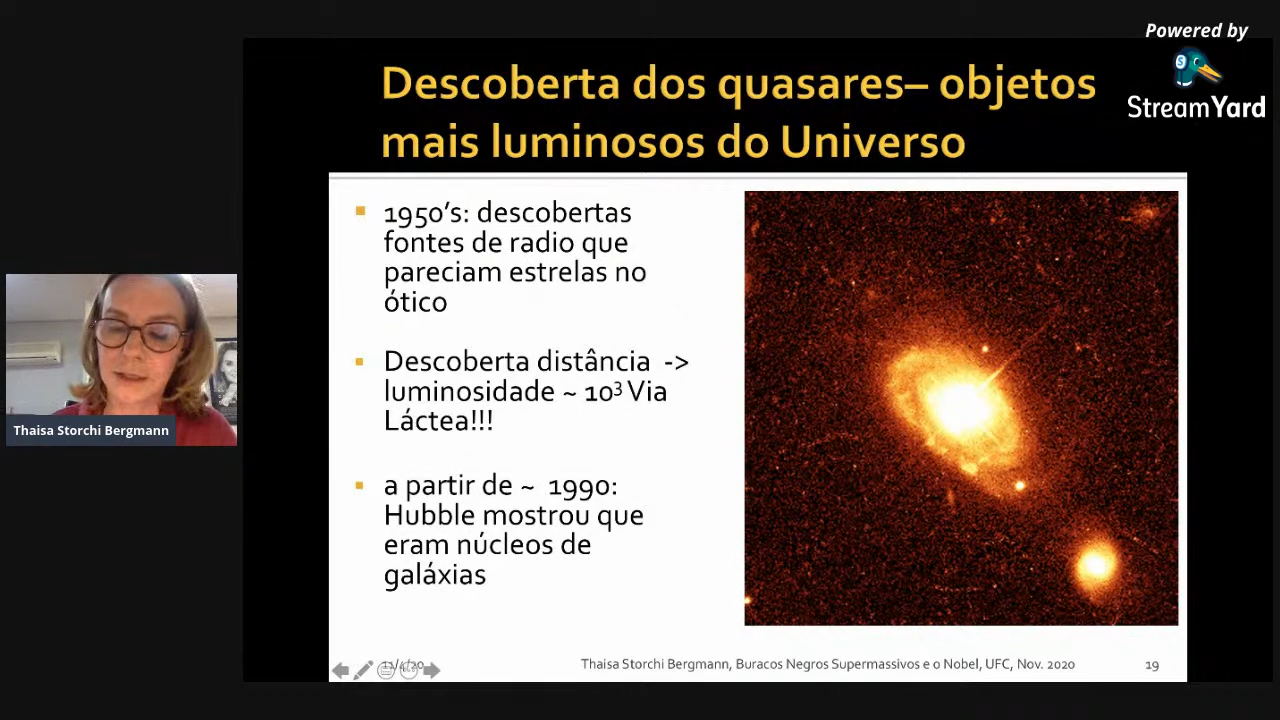 Powered by
StreamYard
Descoberta dos quasares– objetos
mais luminosos do Universo
1950’s: descobertas
fontes de radio que
pareciam estrelas no
ótico
Descoberta distância -> 
luminosidade ~ 10³ Via
Láctea!!!
a partir de ~ 1990:
Hubble mostrou que
eram núcleos de
galáxias
Thaisa Storchi Bergmann
Thaisa Storchi Bergmann, Buracos Negros Supermassivos e o Nobel, UFC, Nov. 2020
19